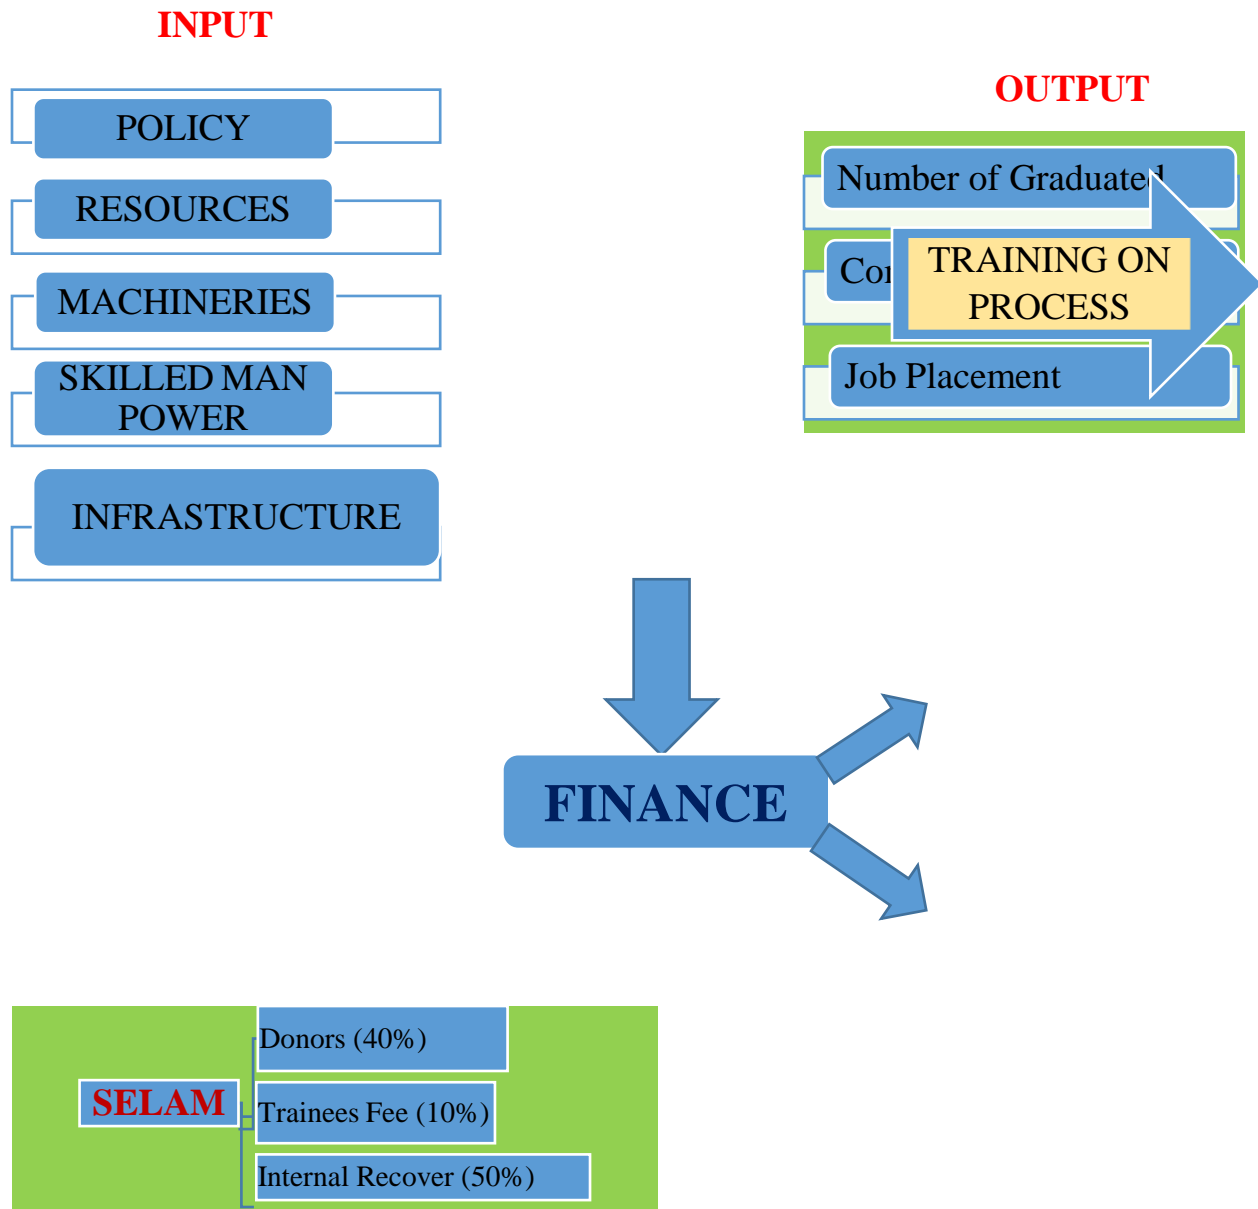 INPUT
POLICY
RESOURCES
MACHINERIES
SKILLED MAN
POWER
INFRASTRUCTURE
OUTPUT
Number of Graduated
TRAINING ON
PROCESS
Job Placement
FINANCE
SELAM
Donors (40%)
Trainees Fee (10%)
Internal Recover (50%)